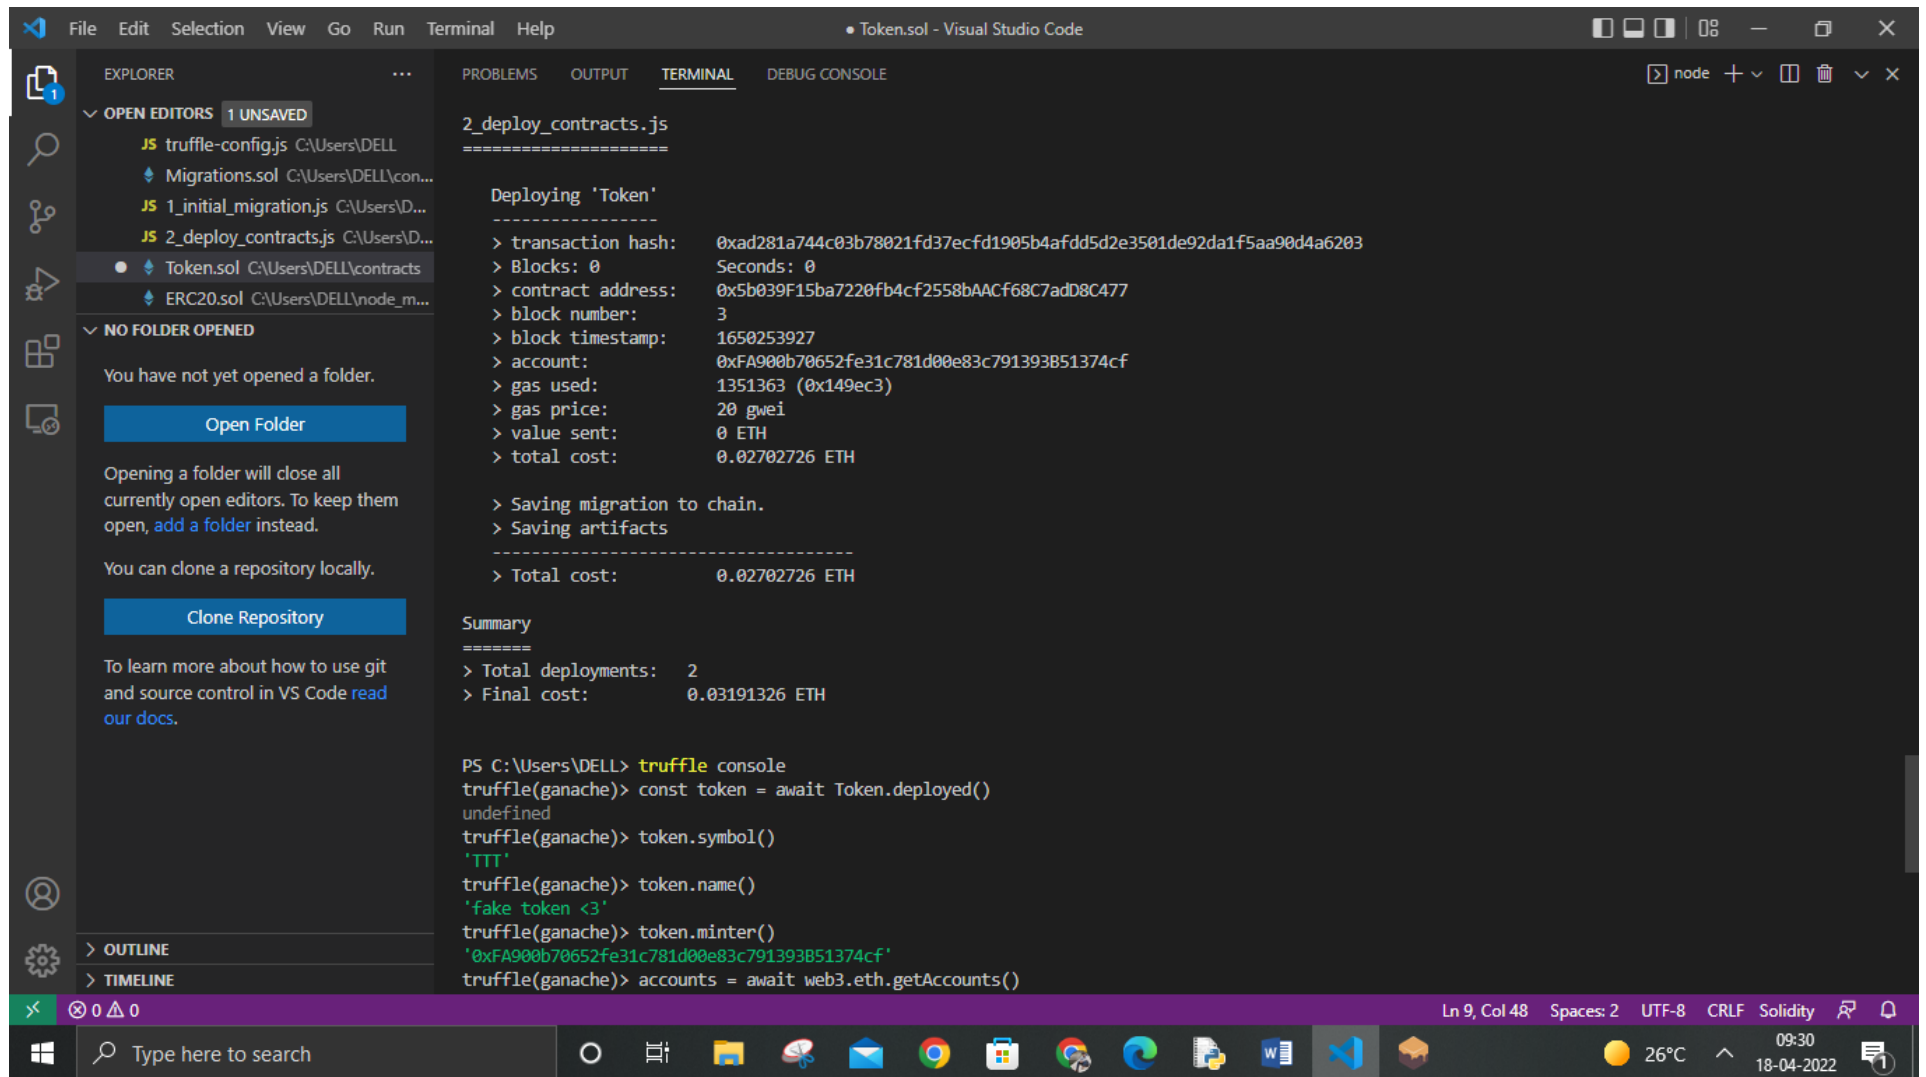 File Edit Selection View Go Run Terminal Help
● Token.sol - Visual Studio Code
EXPLORER ···
OPEN EDITORS 1 UNSAVED
JS truffle-config.js C:\Users\DELL
Migrations.sol C:\Users\DELL\con...
JS 1_initial_migration.js C:\Users\D...
JS 2_deploy_contracts.js C:\Users\D...
● Token.sol C:\Users\DELL\contracts
ERC20.sol C:\Users\DELL\node_m...
NO FOLDER OPENED
You have not yet opened a folder.
Open Folder
Opening a folder will close all
currently open editors. To keep them
open, add a folder instead.
You can clone a repository locally.
Clone Repository
To learn more about how to use git
and source control in VS Code read
our docs.
OUTLINE
TIMELINE
PROBLEMS OUTPUT TERMINAL DEBUG CONSOLE
node
2_deploy_contracts.js
=====================
Deploying 'Token'
-----------------
> transaction hash: 0xad281a744c03b78021fd37ecfd1905b4afdd5d2e3501de92da1f5aa90d4a6203
> Blocks: 0 Seconds: 0
> contract address: 0x5b039F15ba7220fb4cf2558bAACf68C7adD8C477
> block number: 3
> block timestamp: 1650253927
> account: 0xFA900b70652fe31c781d00e83c791393B51374cf
> gas used: 1351363 (0x149ec3)
> gas price: 20 gwei
> value sent: 0 ETH
> total cost: 0.02702726 ETH
> Saving migration to chain.
> Saving artifacts
-------------------------------------
> Total cost: 0.02702726 ETH
Summary
=======
> Total deployments: 2
> Final cost: 0.03191326 ETH
PS C:\Users\DELL> truffle console
truffle(ganache)> const token = await Token.deployed()
undefined
truffle(ganache)> token.symbol()
'TTT'
truffle(ganache)> token.name()
'fake token <3'
truffle(ganache)> token.minter()
'0xFA900b70652fe31c781d00e83c791393B51374cf'
truffle(ganache)> accounts = await web3.eth.getAccounts()
0 0
Ln 9, Col 48 Spaces: 2 UTF-8 CRLF Solidity
Type here to search
26°C
09:30
18-04-2022
1